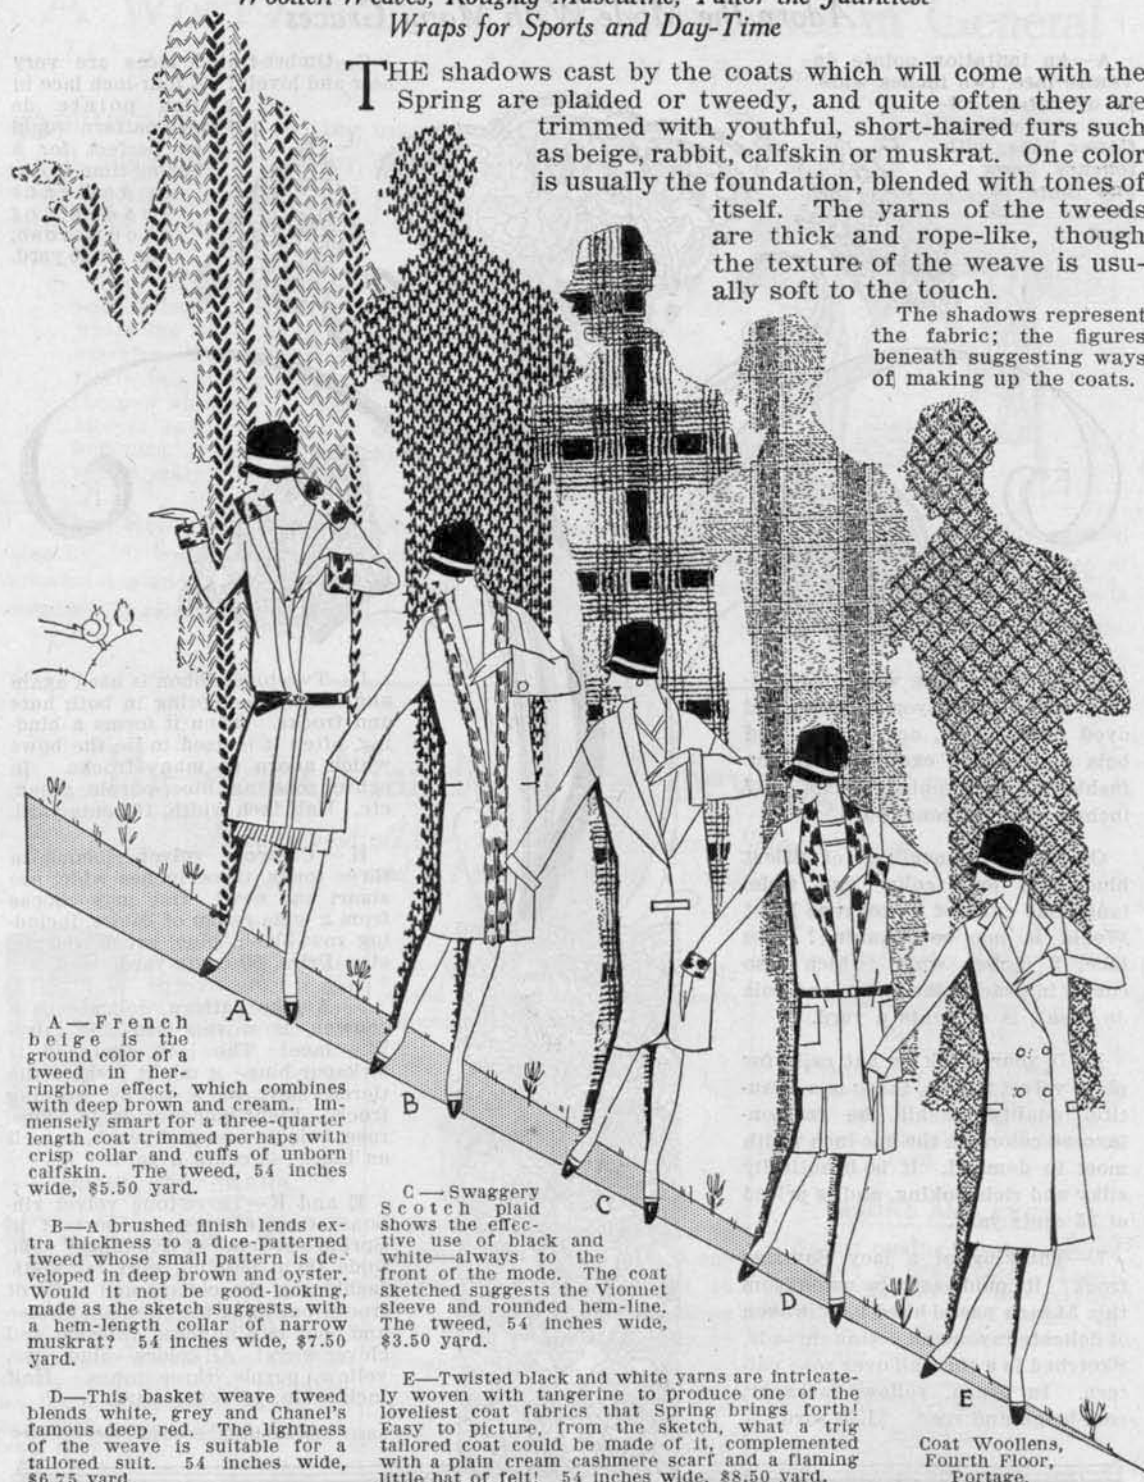 Woollen Weaves, Roughly Masculine, Tailor the Jauntiest
Wraps for Sports and Day-Time
THE shadows cast by the coats which will come with the
Spring are plaided or tweedy, and quite often they are
trimmed with youthful, short-haired furs such
as beige, rabbit, calfskin or muskrat. One color
is usually the foundation, blended with tones of
itself. The yarns of the tweeds
are thick and rope-like, though
the texture of the weave is usu-
ally soft to the touch.
The shadows represent
the fabric; the figures
beneath suggesting ways
of making up the coats.
A
B
C
D
E
A—French
beige is the
ground color of a
tweed in her-
ringbone effect, which combines
with deep brown and cream. Im-
mensely smart for a three-quarter
length coat trimmed perhaps with
crisp collar and cuffs of unborn
calfskin. The tweed, 54 inches
wide, $5.50 yard.
B—A brushed finish lends ex-
tra thickness to a dice-patterned
tweed whose small pattern is de-
veloped in deep brown and oyster.
Would it not be good-looking,
made as the sketch suggests, with
a hem-length collar of narrow
muskrat? 54 inches wide, $7.50
yard.
C—Swaggery
Scotch plaid
shows the effec-
tive use of black and
white—always to the
front of the mode. The coat
sketched suggests the Vionnet
sleeve and rounded hem-line.
The tweed, 54 inches wide,
$3.50 yard.
D—This basket weave tweed
blends white, grey and Chanel's
famous deep red. The lightness
of the weave is suitable for a
tailored suit. 54 inches wide,
$6.75 yard.
E—Twisted black and white yarns are intricate-
ly woven with tangerine to produce one of the
loveliest coat fabrics that Spring brings forth!
Easy to picture, from the sketch, what a trig
tailored coat could be made of it, complemented
with a plain cream cashmere scarf and a flaming
little hat of felt! 54 inches wide, $8.50 yard.
Coat Woollens,
Fourth Floor,
Portage.